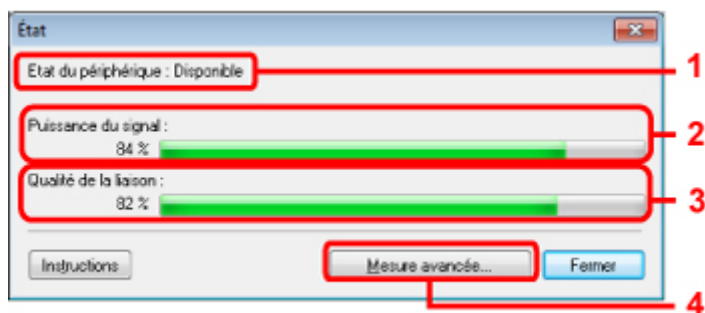 État
Etat du périphérique : Disponible
1
Puissance du signal :
84 %
2
Qualité de la liaison :
82 %
3
Instructions
Mesure avancée...
Fermer
4